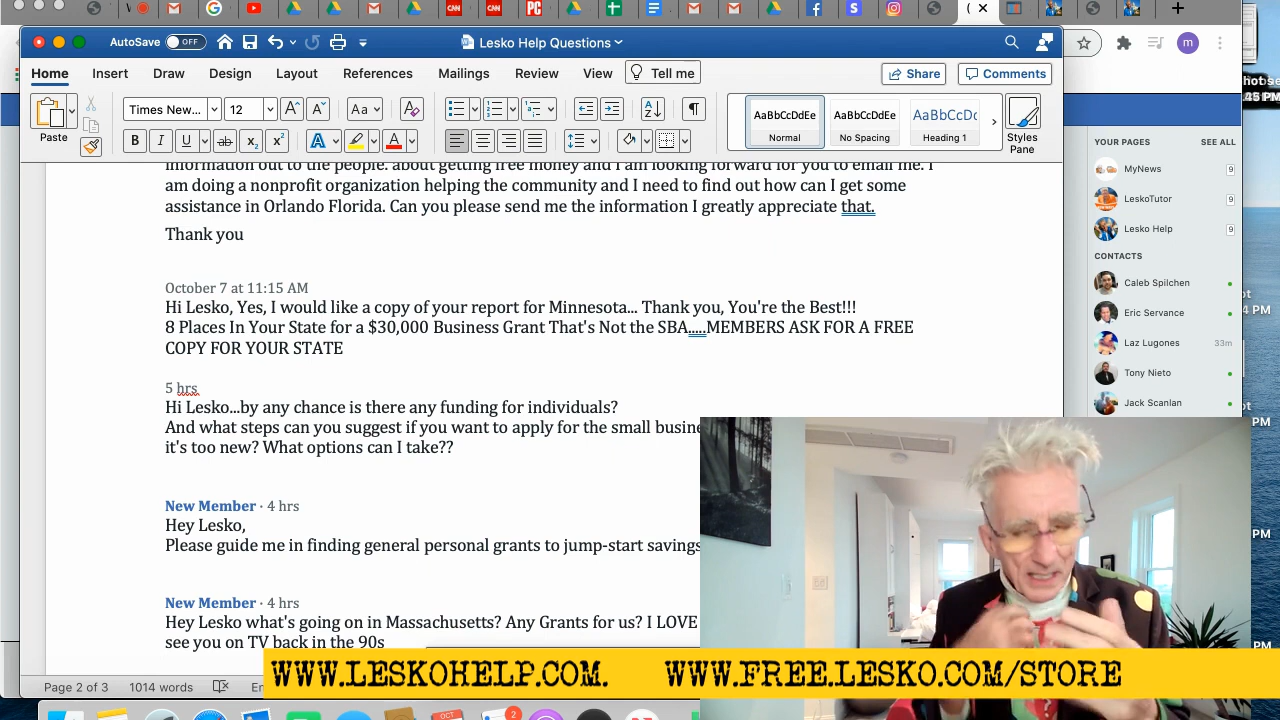 AutoSave OFF
Lesko Help Questions
Home Insert Draw Design Layout References Mailings Review View Tell me
Share Comments
m
Paste
Times New... 12
Aa
B I U ab x₂ x²
AaBbCcDdEe AaBbCcDdEe AaBbCcDc
Normal No Spacing Heading 1
Styles
Pane
information out to the people. about getting free money and I am looking forward for you to email me. I
am doing a nonprofit organization helping the community and I need to find out how can I get some
assistance in Orlando Florida. Can you please send me the information I greatly appreciate that.
Thank you
October 7 at 11:15 AM
Hi Lesko, Yes, I would like a copy of your report for Minnesota... Thank you, You're the Best!!!
8 Places In Your State for a $30,000 Business Grant That's Not the SBA.....MEMBERS ASK FOR A FREE
COPY FOR YOUR STATE
5 hrs
Hi Lesko...by any chance is there any funding for individuals?
And what steps can you suggest if you want to apply for the small
it's too new? What options can I take??
New Member · 4 hrs
Hey Lesko,
Please guide me in finding general personal grants to jump-start savings
New Member · 4 hrs
Hey Lesko what's going on in Massachusetts? Any Grants for us? I LOVE
see you on TV back in the 90s
Page 2 of 3 1014 words
YOUR PAGES SEE ALL
MyNews 9
LeskoTutor 9
Lesko Help 9
CONTACTS
Caleb Spilchen
Eric Servance
Laz Lugones 33m
Tony Nieto
Jack Scanlan
PM
PM
PM
WWW.LESKOHELP.COM. WWW.FREE.LESKO.COM/STORE
OCT
2